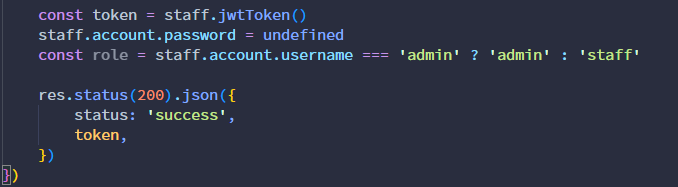 const token = staff.jwtToken()
staff.account.password = undefined
const role = staff.account.username === 'admin' ? 'admin' : 'staff'
res.status(200).json({
status: 'success',
token,
})
})